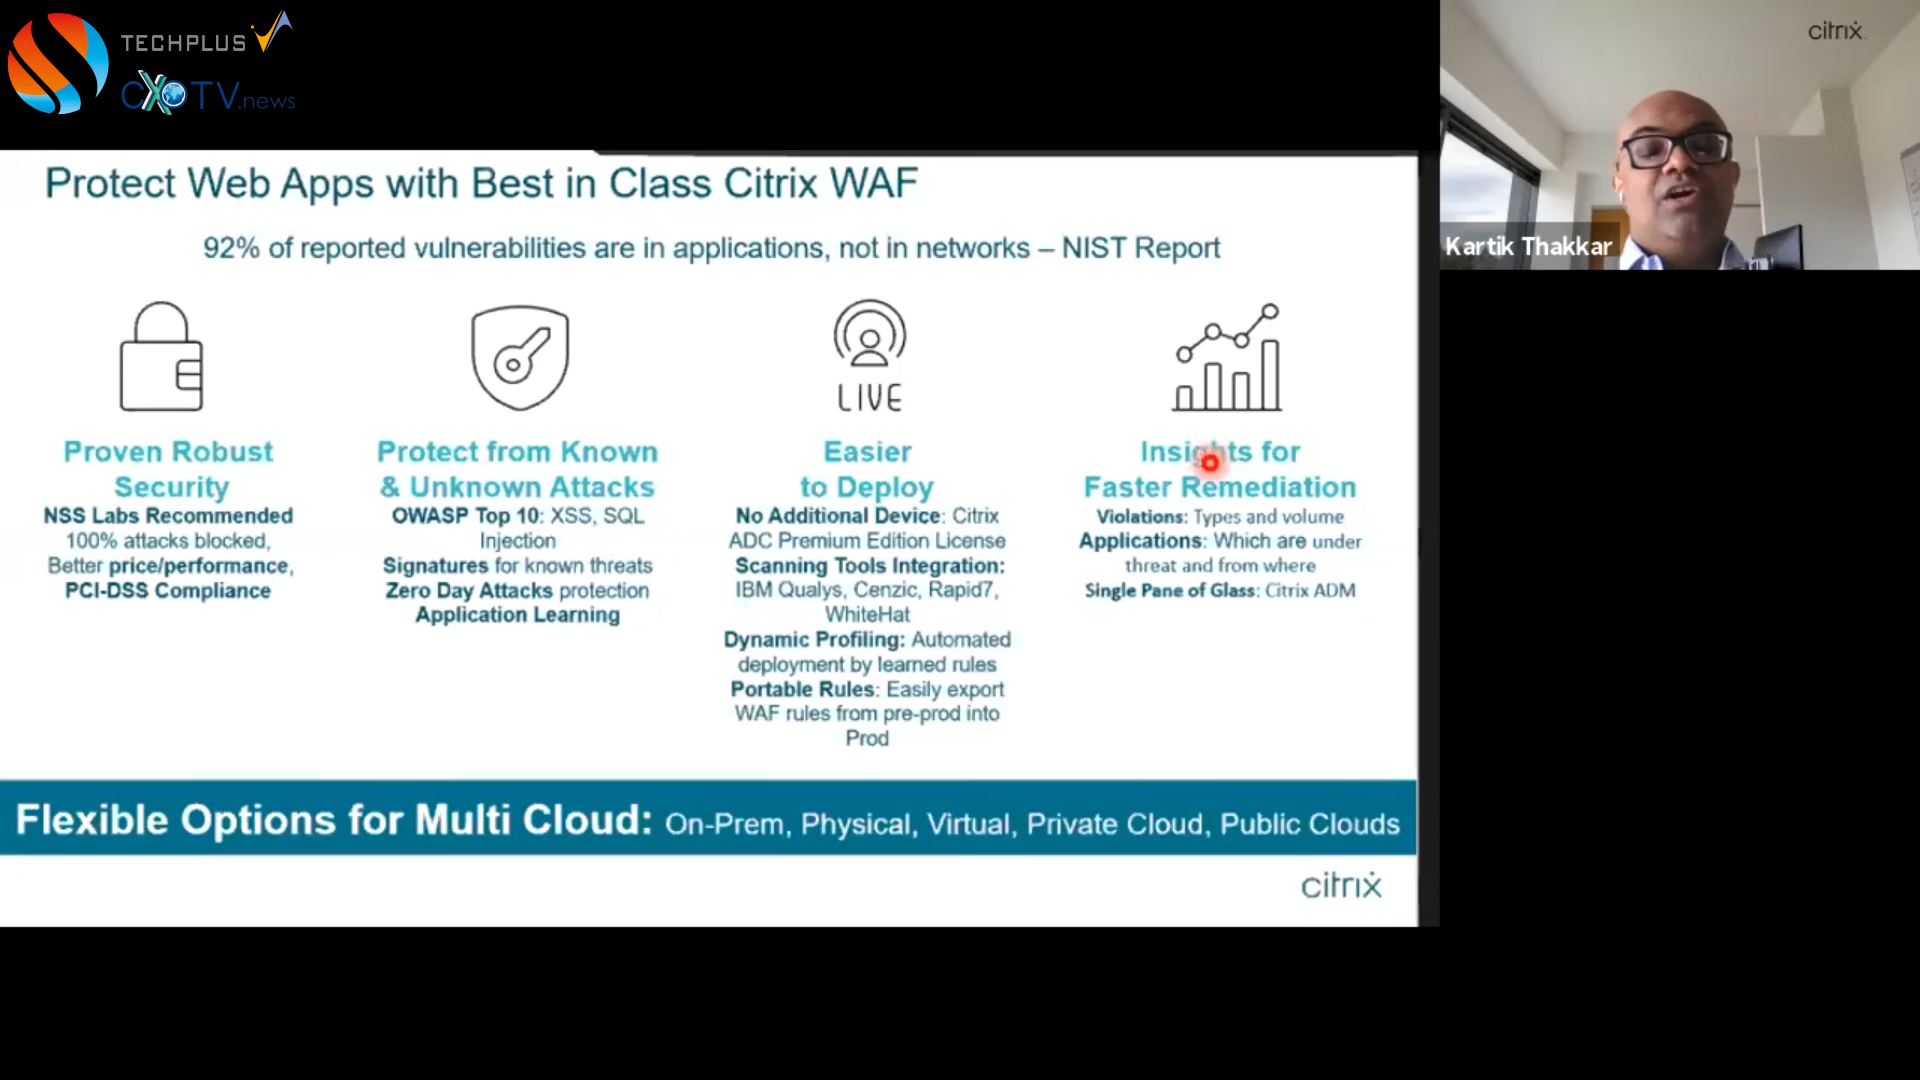 TECHPLUS
CXOTV.news
citrix
Kartik Thakkar
Protect Web Apps with Best in Class Citrix WAF
92% of reported vulnerabilities are in applications, not in networks – NIST Report
LIVE
Proven Robust
Security
NSS Labs Recommended
100% attacks blocked,
Better price/performance,
PCI-DSS Compliance
Protect from Known
& Unknown Attacks
OWASP Top 10: XSS, SQL
Injection
Signatures for known threats
Zero Day Attacks protection
Application Learning
Easier
to Deploy
No Additional Device: Citrix
ADC Premium Edition License
Scanning Tools Integration:
IBM Qualys, Cenzic, Rapid7,
WhiteHat
Dynamic Profiling: Automated
deployment by learned rules
Portable Rules: Easily export
WAF rules from pre-prod into
Prod
Insights for
Faster Remediation
Violations: Types and volume
Applications: Which are under
threat and from where
Single Pane of Glass: Citrix ADM
Flexible Options for Multi Cloud: On-Prem, Physical, Virtual, Private Cloud, Public Clouds
citrix